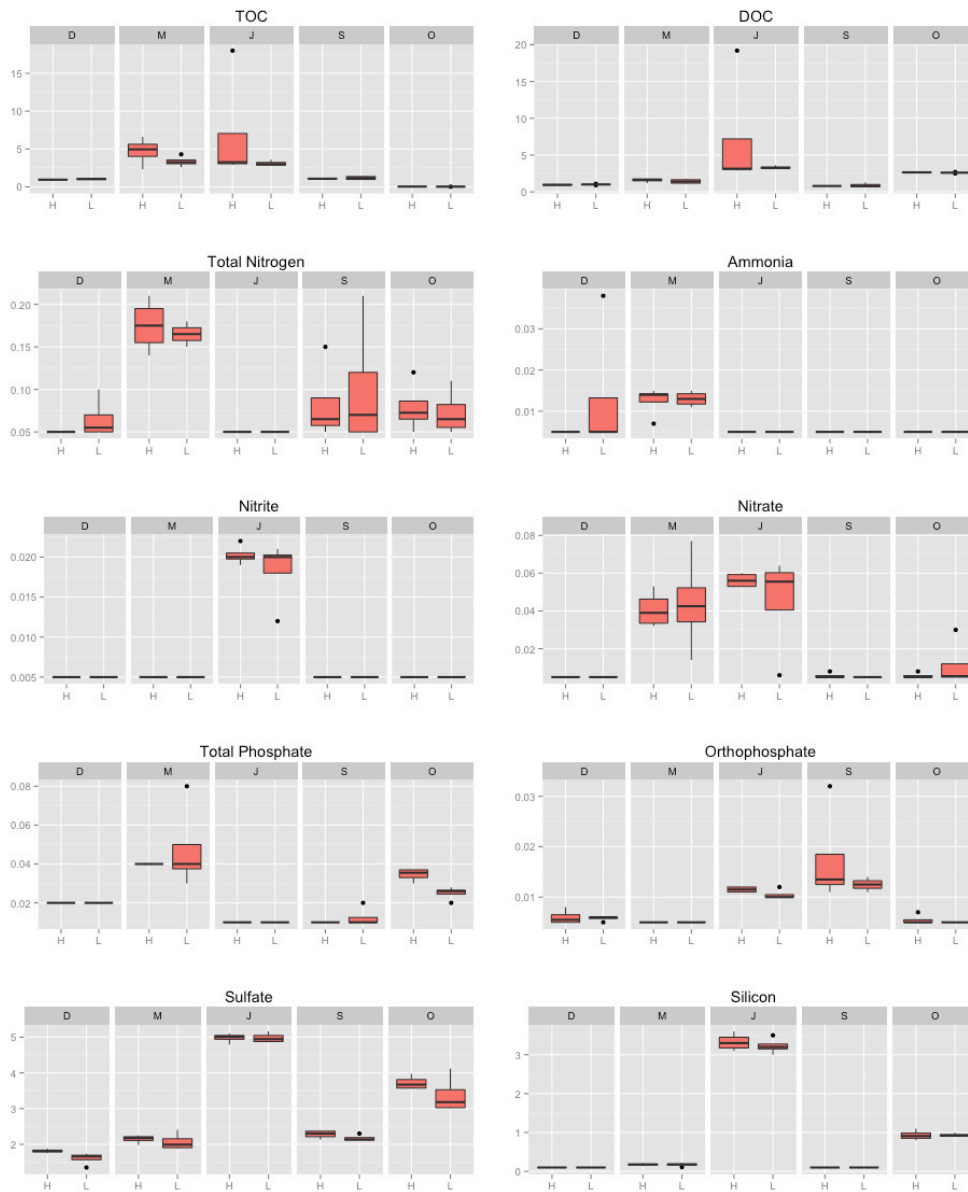 TOC
D M J S O
15
10
5
0
H L H L H L H L H L
DOC
D M J S O
20
15
10
5
0
H L H L H L H L H L
Total Nitrogen
D M J S O
0.20
0.15
0.10
0.05
H L H L H L H L H L
Ammonia
D M J S O
0.03
0.02
0.01
H L H L H L H L H L
Nitrite
D M J S O
0.020
0.015
0.010
0.005
H L H L H L H L H L
Nitrate
D M J S O
0.08
0.06
0.04
0.02
H L H L H L H L H L
Total Phosphate
D M J S O
0.08
0.06
0.04
0.02
H L H L H L H L H L
Orthophosphate
D M J S O
0.03
0.02
0.01
H L H L H L H L H L
Sulfate
D M J S O
5
4
3
2
H L H L H L H L H L
Silicon
D M J S O
3
2
1
0
H L H L H L H L H L